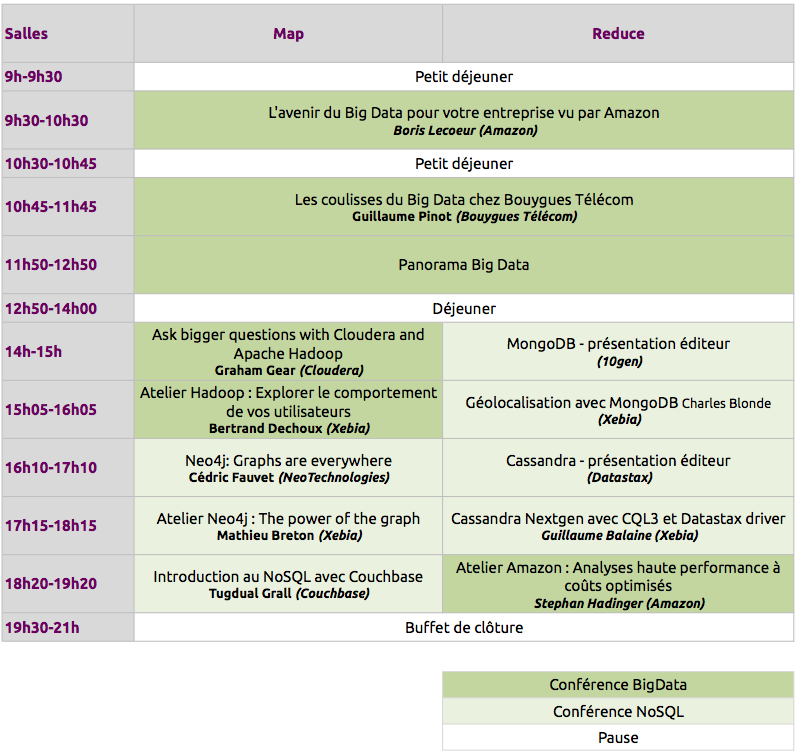 Salles
Map
Reduce
9h-9h30
Petit déjeuner
9h30-10h30
L'avenir du Big Data pour votre entreprise vu par Amazon
Boris Lecoeur (Amazon)
10h30-10h45
Petit déjeuner
10h45-11h45
Les coulisses du Big Data chez Bouygues Télécom
Guillaume Pinot (Bouygues Télécom)
11h50-12h50
Panorama Big Data
12h50-14h00
Déjeuner
14h-15h
Ask bigger questions with Cloudera and
Apache Hadoop
Graham Gear (Cloudera)
MongoDB - présentation éditeur
(10gen)
15h05-16h05
Atelier Hadoop : Explorer le comportement
de vos utilisateurs
Bertrand Dechoux (Xebia)
Géolocalisation avec MongoDB Charles Blonde
(Xebia)
16h10-17h10
Neo4j: Graphs are everywhere
Cédric Fauvet (NeoTechnologies)
Cassandra - présentation éditeur
(Datastax)
17h15-18h15
Atelier Neo4j : The power of the graph
Mathieu Breton (Xebia)
Cassandra Nextgen avec CQL3 et Datastax driver
Guillaume Balaine (Xebia)
18h20-19h20
Introduction au NoSQL avec Couchbase
Tugdual Grall (Couchbase)
Atelier Amazon : Analyses haute performance à
coûts optimisés
Stephan Hadinger (Amazon)
19h30-21h
Buffet de clôture
Conférence BigData
Conférence NoSQL
Pause